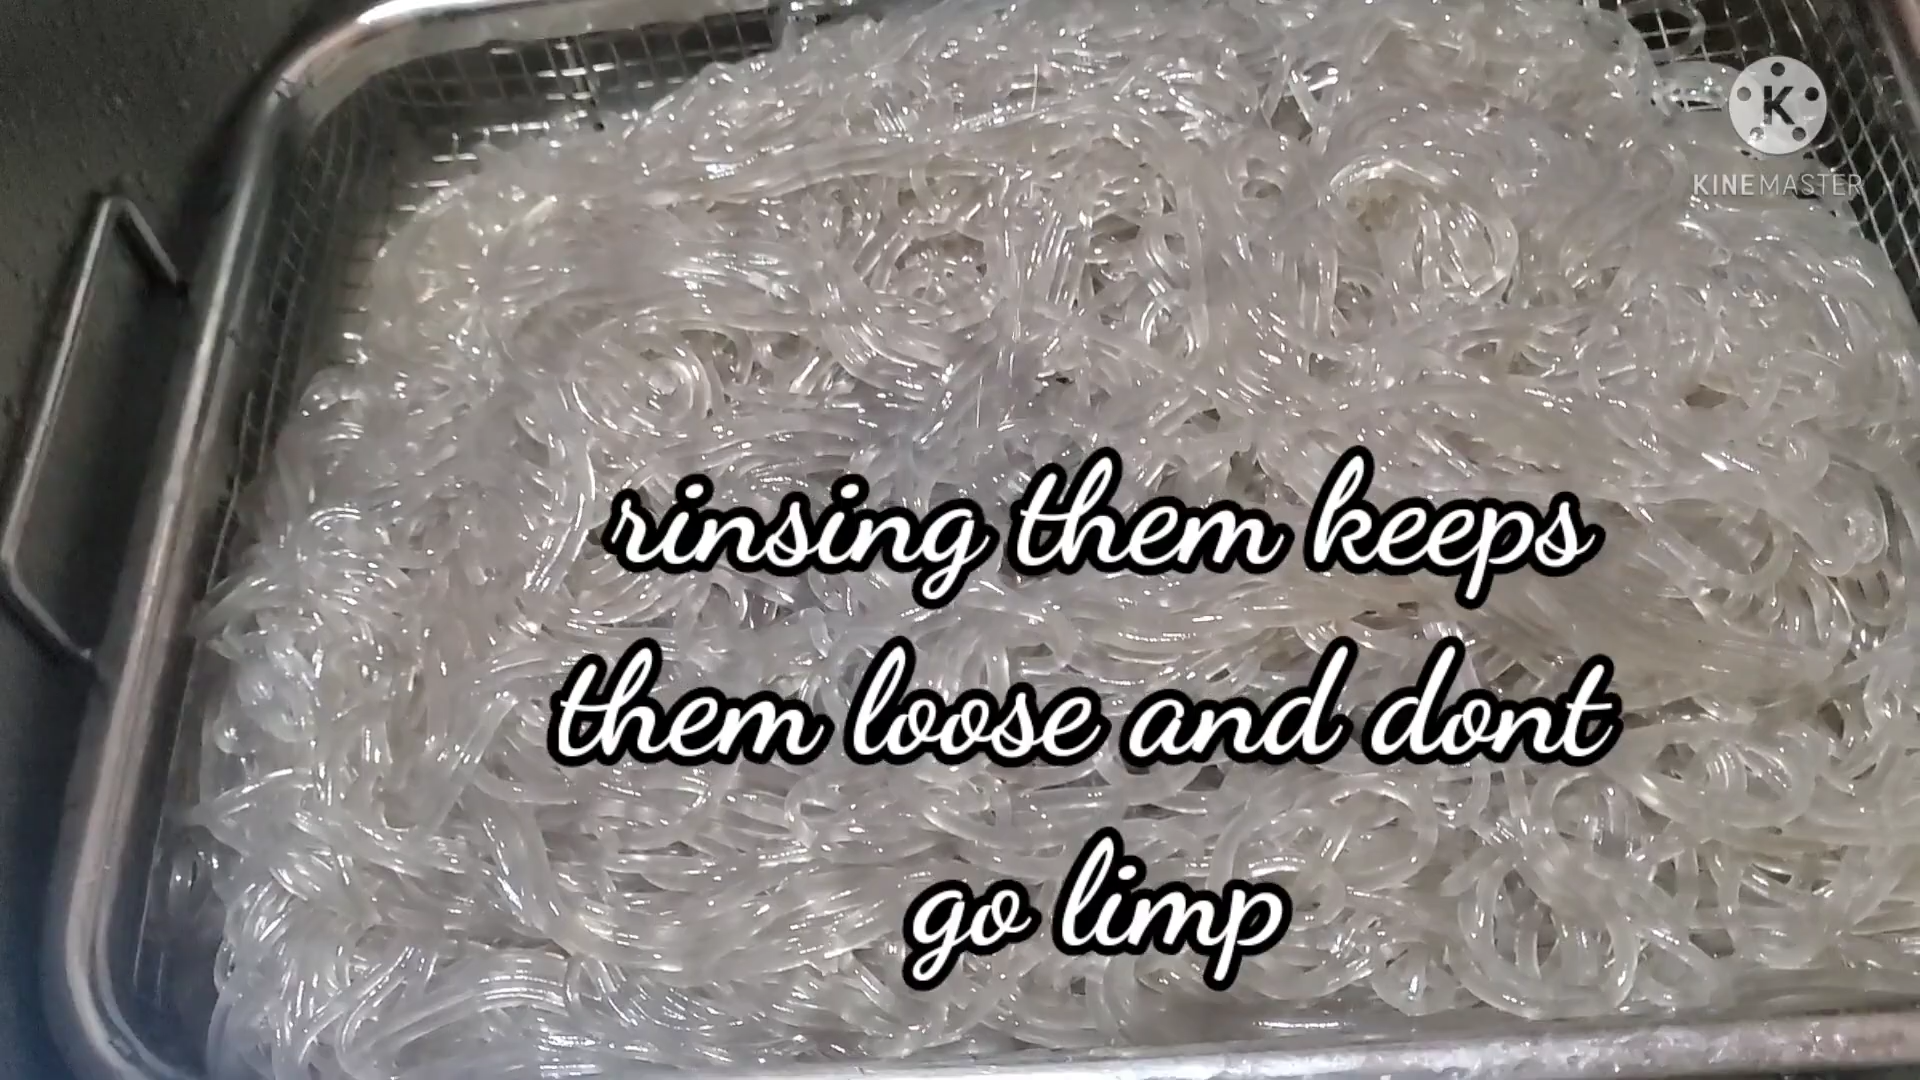 K
KINEMASTER
rinsing them keeps
them loose and dont
go limp